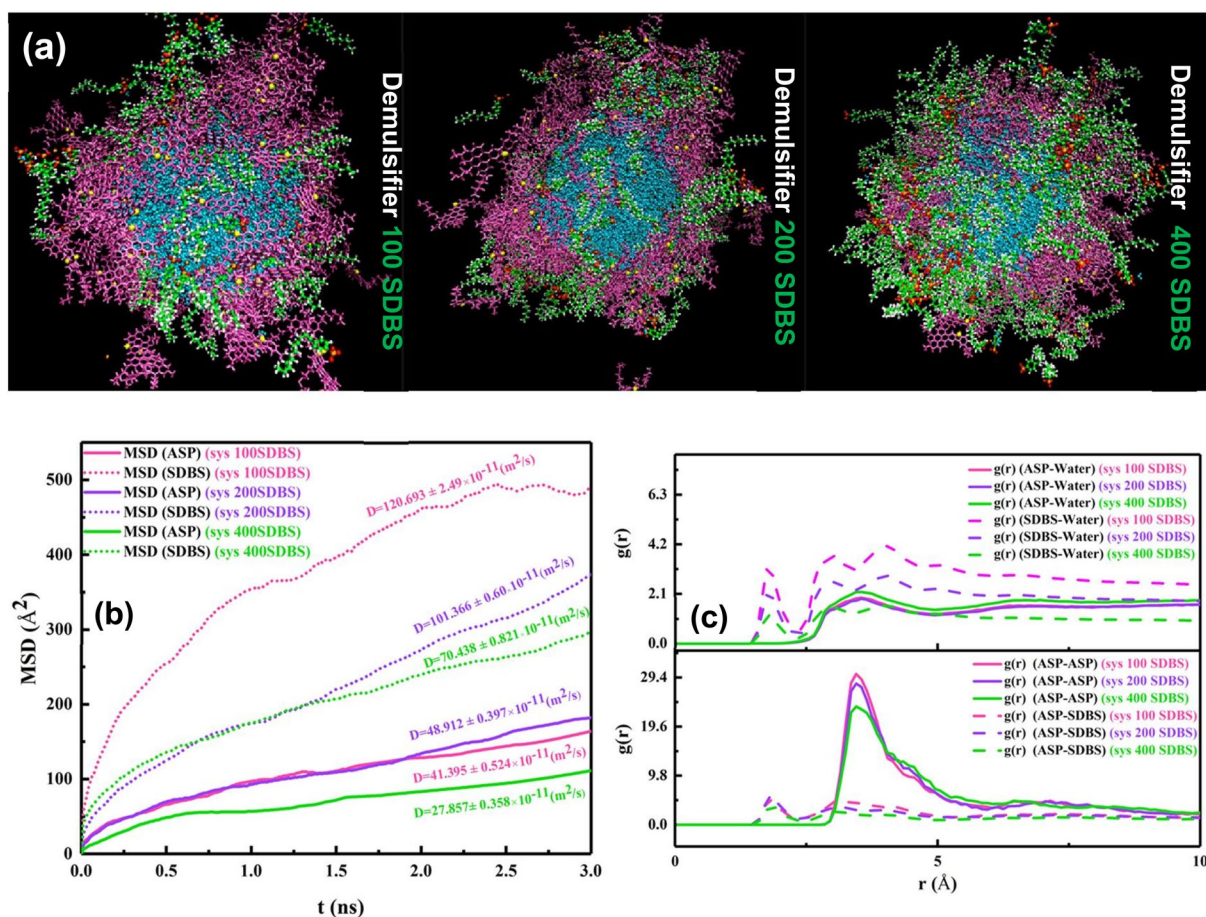 (a)
Demulsifier 100 SDBS
Demulsifier 200 SDBS
Demulsifier 400 SDBS
(b)
MSD (ASP) (sys 100SDBS)
MSD (SDBS) (sys 100SDBS)
MSD (ASP) (sys 200SDBS)
MSD (SDBS) (sys 200SDBS)
MSD (ASP) (sys 400SDBS)
MSD (SDBS) (sys 400SDBS)
D=120.693 ± 2.49×10⁻¹¹(m²/s)
D=101.366 ± 0.60.10⁻¹¹(m²/s)
D=70.438 ± 0.821.10⁻¹¹(m²/s)
D=48.912 ± 0.397×10⁻¹¹(m²/s)
D=41.395 ± 0.524×10⁻¹¹(m²/s)
D=27.857± 0.358×10⁻¹¹(m²/s)
MSD (Å²)
500
400
300
200
100
0
0.0 0.5 1.0 1.5 2.0 2.5 3.0
t (ns)
(c)
g(r) (ASP-Water) (sys 100 SDBS)
g(r) (ASP-Water) (sys 200 SDBS)
g(r) (ASP-Water) (sys 400 SDBS)
g(r) (SDBS-Water) (sys 100 SDBS)
g(r) (SDBS-Water) (sys 200 SDBS)
g(r) (SDBS-Water) (sys 400 SDBS)
g(r)
6.3
4.2
2.1
0.0
g(r) (ASP-ASP) (sys 100 SDBS)
g(r) (ASP-ASP) (sys 200 SDBS)
g(r) (ASP-ASP) (sys 400 SDBS)
g(r) (ASP-SDBS) (sys 100 SDBS)
g(r) (ASP-SDBS) (sys 200 SDBS)
g(r) (ASP-SDBS) (sys 400 SDBS)
g(r)
29.4
19.6
9.8
0.0
0 5 10
r (Å)